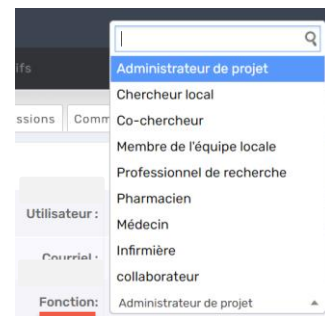 ifs
Administrateur de projet
Chercheur local
ssions Comm
Co-chercheur
Membre de l'équipe locale
Professionnel de recherche
Pharmacien
Utilisateur :
Médecin
Infirmière
Courriel :
collaborateur
Fonction: Administrateur de projet